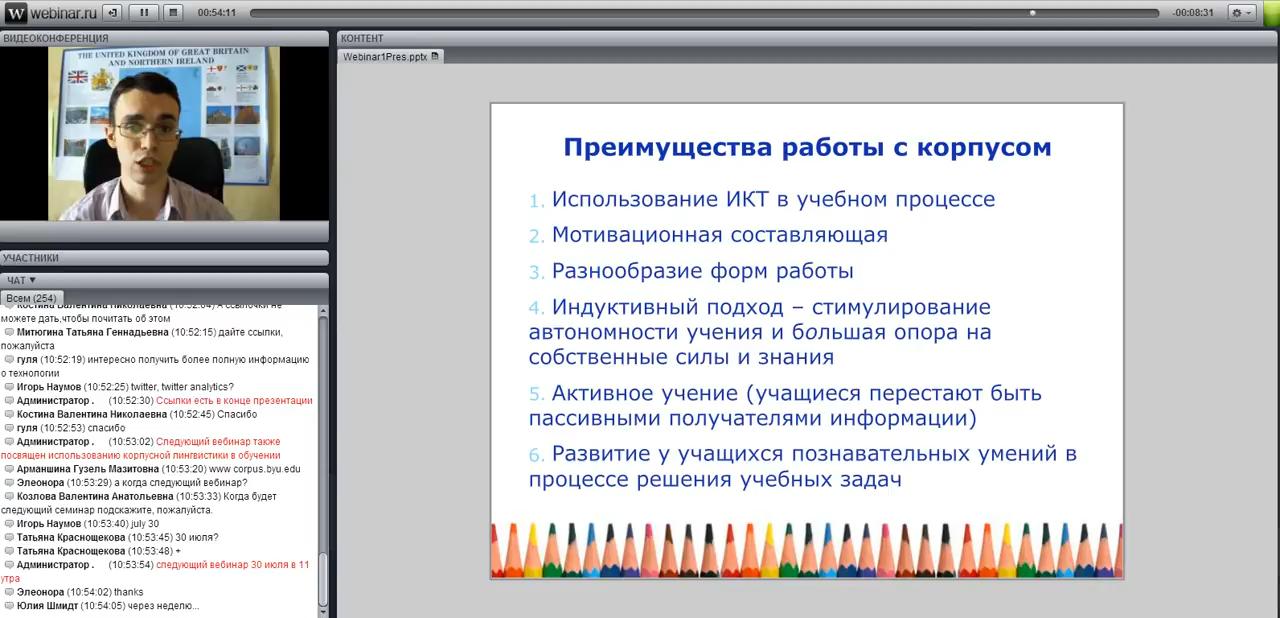 webinar.ru
00:54:11
-00:08:31
ВИДЕОКОНФЕРЕНЦИЯ
THE UNITED KINGDOM OF GREAT BRITAIN
AND NORTHERN IRELAND
УЧАСТНИКИ
ЧАТ
Всем (254)
Костина Валентина Николаевна (10:52:04) А ссылочки не
можете дать,чтобы почитать об этом
Митюгина Татьяна Геннадьевна (10:52:15) дайте ссылки,
пожалуйста
гуля (10:52:19) интересно получить более полную информацию
о технологии
Игорь Наумов (10:52:25) twitter, twitter analytics?
Администратор . (10:52:30) Ссылки есть в конце презентации
Костина Валентина Николаевна (10:52:45) Спасибо
гуля (10:52:53) спасибо
Администратор . (10:53:02) Следующий вебинар также
посвящен использованию корпусной лингвистики в обучении
Арманшина Гузель Мазитовна (10:53:20) www corpus.byu.edu
Элеонора (10:53:29) а когда следующий вебинар?
Козлова Валентина Анатольевна (10:53:33) Когда будет
следующий семинар подскажите, пожалуйста.
Игорь Наумов (10:53:40) july 30
Татьяна Краснощекова (10:53:45) 30 июля?
Татьяна Краснощекова (10:53:48) +
Администратор . (10:53:54) следующий вебинар 30 июля в 11
утра
Элеонора (10:54:02) thanks
Юлия Шмидт (10:54:05) через неделю...
КОНТЕНТ
Webinar1Pres.pptx
Преимущества работы с корпусом
1. Использование ИКТ в учебном процессе
2. Мотивационная составляющая
3. Разнообразие форм работы
4. Индуктивный подход – стимулирование
автономности учения и большая опора на
собственные силы и знания
5. Активное учение (учащиеся перестают быть
пассивными получателями информации)
6. Развитие у учащихся познавательных умений в
процессе решения учебных задач